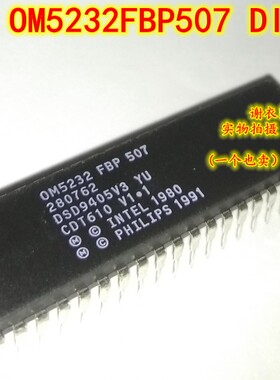 OM5232FBP507 DI
谢衣
实物拍摄
(一个也卖)
OM5232 FBP 507
280762
DSD9405V3 YU
CDT610 V1•1
Ⓜ © INTEL 1980
Ⓜ © PHILIPS 1991